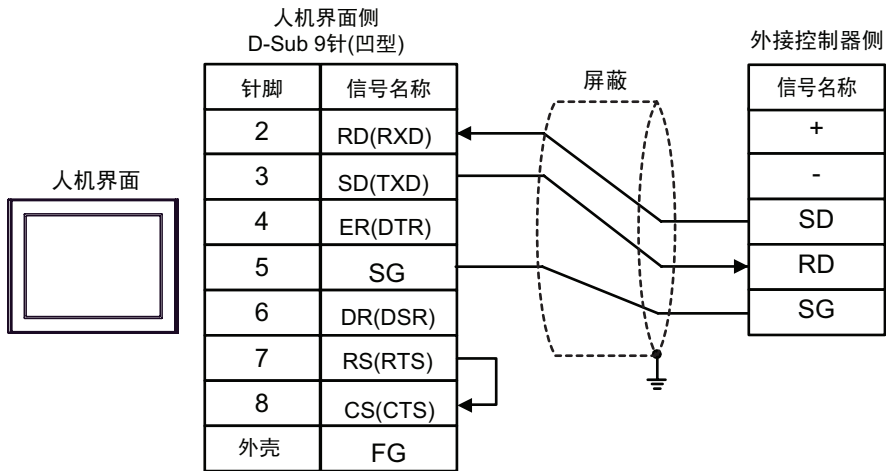 人机界面侧
D-Sub 9针(凹型)
外接控制器侧
人机界面
屏蔽
针脚 信号名称
2 RD(RXD)
3 SD(TXD)
4 ER(DTR)
5 SG
6 DR(DSR)
7 RS(RTS)
8 CS(CTS)
外壳 FG
信号名称
+
-
SD
RD
SG